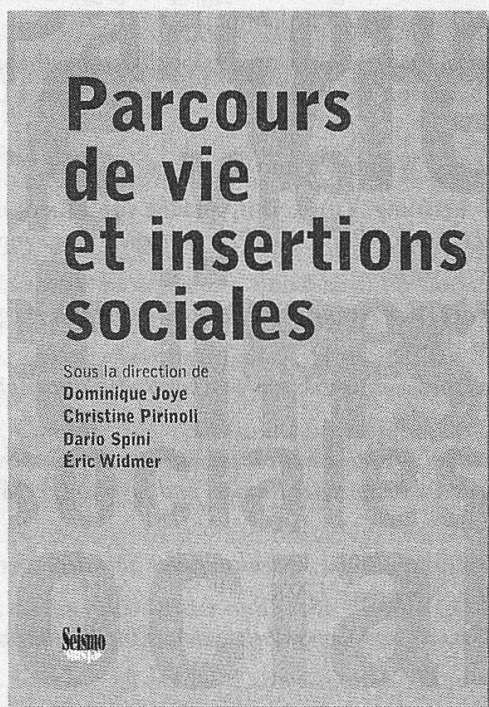 Parcours
de vie
et insertions
sociales
Sous la direction de
Dominique Joye
Christine Pirinoli
Dario Spini
Éric Widmer
Seismo